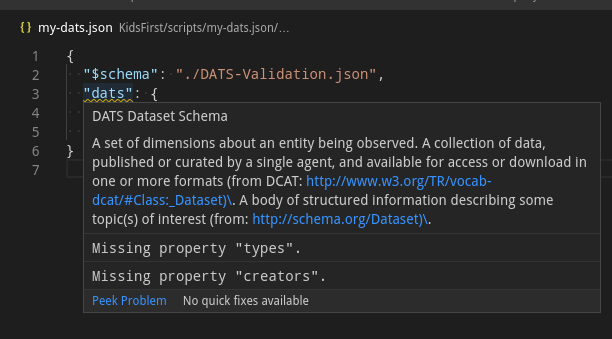 {} my-dats.json KidsFirst/scripts/my-dats.json/...
1 {
2 "$schema": "./DATS-Validation.json",
3 "dats": {
4
5
6 }
7
DATS Dataset Schema
A set of dimensions about an entity being observed. A collection of data,
published or curated by a single agent, and available for access or download in
one or more formats (from DCAT: http://www.w3.org/TR/vocab-
dcat/#Class:_Dataset)\. A body of structured information describing some
topic(s) of interest (from: http://schema.org/Dataset)\.
Missing property "types".
Missing property "creators".
Peek Problem No quick fixes available